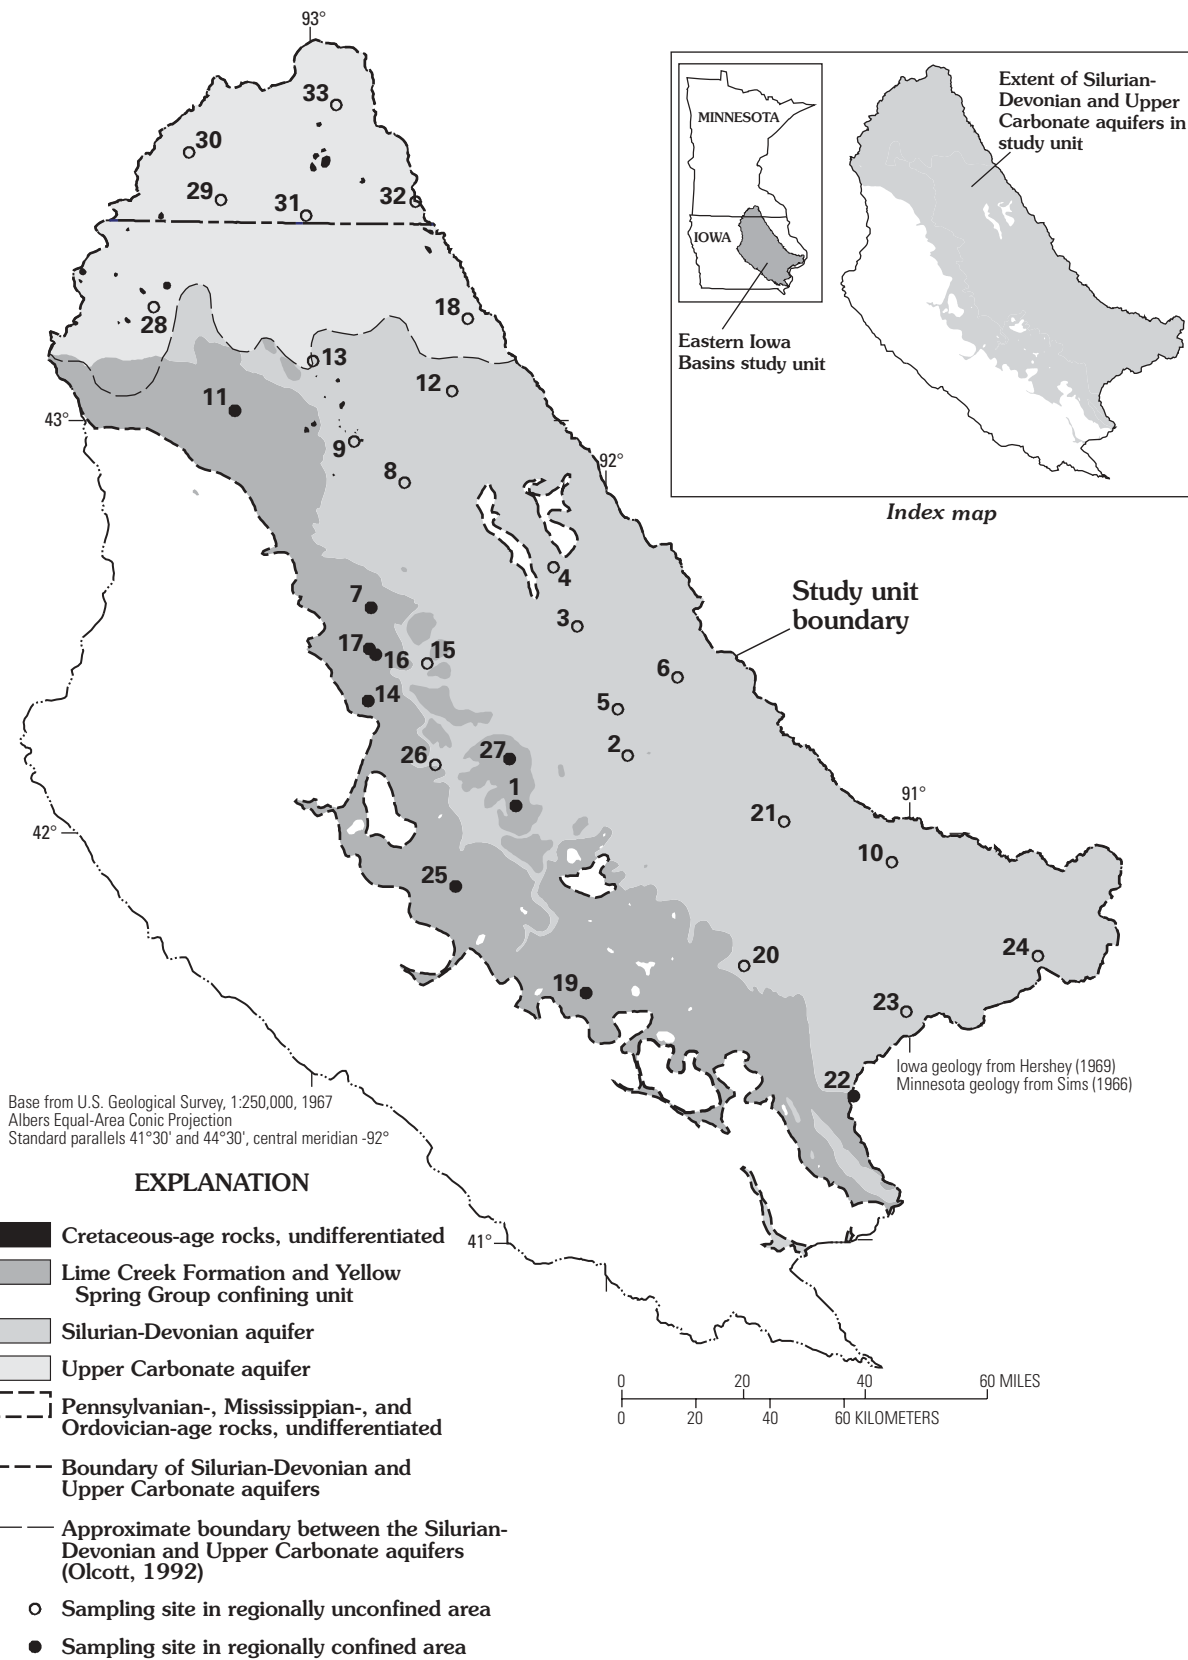 93°
33
30
29
31
32
28
18
13
12
11
43°
9
8
92°
4
3
7
17
16
15
14
6
5
2
26
27
1
21
91°
10
42°
25
20
24
19
23
22
41°
Study unit
boundary
MINNESOTA
IOWA
Extent of Silurian-
Devonian and Upper
Carbonate aquifers in
study unit
Eastern Iowa
Basins study unit
Index map
Iowa geology from Hershey (1969)
Minnesota geology from Sims (1966)
Base from U.S. Geological Survey, 1:250,000, 1967
Albers Equal-Area Conic Projection
Standard parallels 41°30' and 44°30', central meridian -92°
EXPLANATION
Cretaceous-age rocks, undifferentiated
Lime Creek Formation and Yellow
Spring Group confining unit
Silurian-Devonian aquifer
Upper Carbonate aquifer
Pennsylvanian-, Mississippian-, and
Ordovician-age rocks, undifferentiated
Boundary of Silurian-Devonian and
Upper Carbonate aquifers
Approximate boundary between the Silurian-
Devonian and Upper Carbonate aquifers
(Olcott, 1992)
Sampling site in regionally unconfined area
Sampling site in regionally confined area
0 20 40 60 MILES
0 20 40 60 KILOMETERS